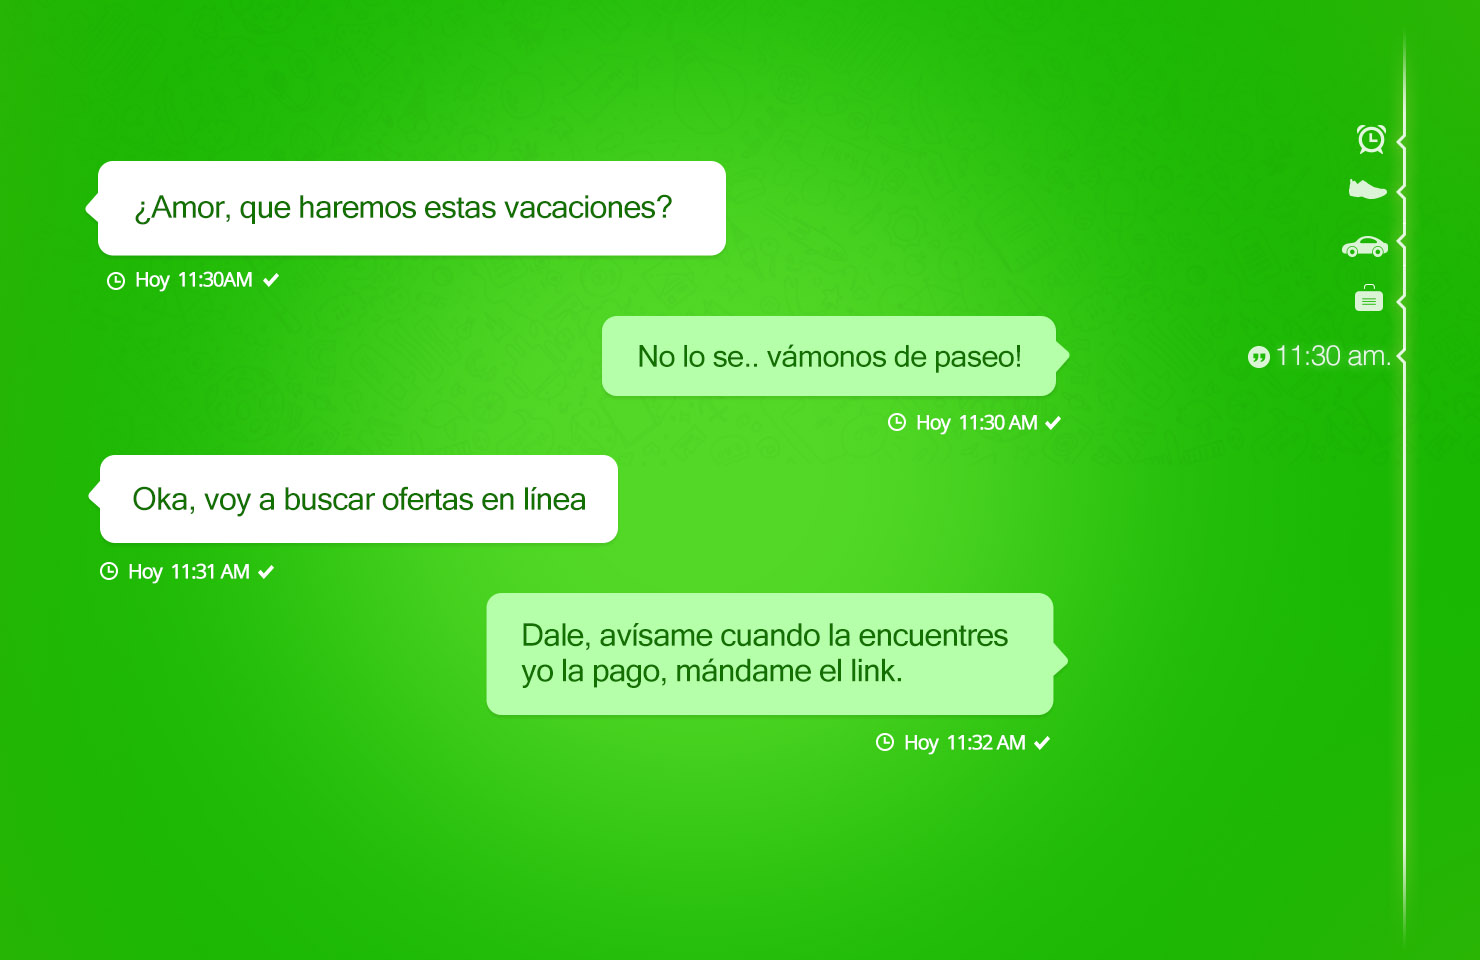 ¿Amor, que haremos estas vacaciones?
Hoy 11:30AM
No lo se.. vámonos de paseo!
11:30 am.
Hoy 11:30 AM
Oka, voy a buscar ofertas en línea
Hoy 11:31 AM
Dale, avísame cuando la encuentres
yo la pago, mándame el link.
Hoy 11:32 AM